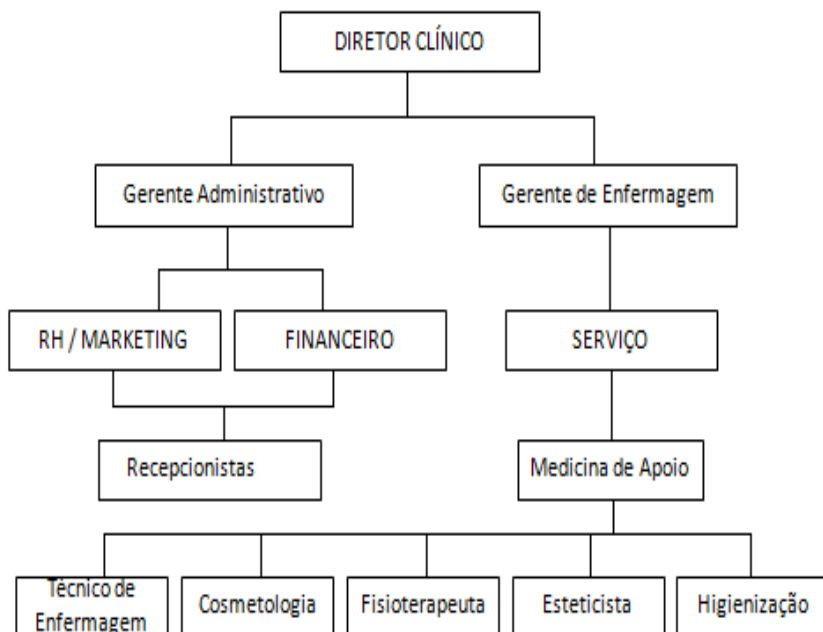 DIRETOR CLÍNICO
Gerente Administrativo
Gerente de Enfermagem
RH / MARKETING
FINANCEIRO
SERVIÇO
Recepcionistas
Medicina de Apoio
Técnico de
Enfermagem
Cosmetologia
Fisioterapeuta
Esteticista
Higienização